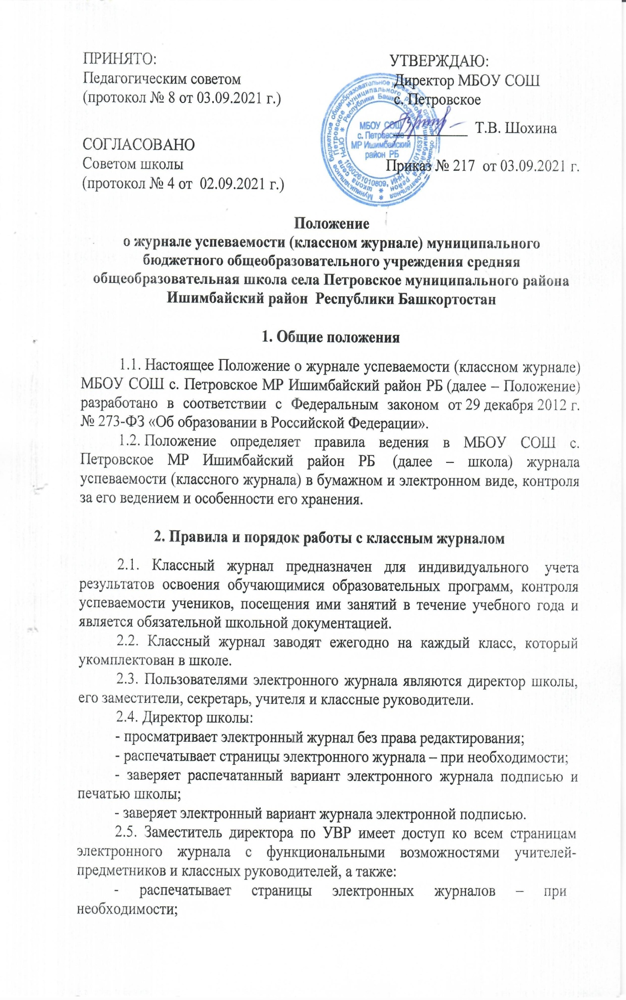 ПРИНЯТО:
Педагогическим советом
(протокол № 8 от 03.09.2021 г.)
СОГЛАСОВАНО
Советом школы
(протокол № 4 от 02.09.2021 г.)
УТВЕРЖДАЮ:
Директор МБОУ СОШ
с. Петровское
Т.В. Шохина
Приказ № 217 от 03.09.2021 г.
МБОУ СОШ
с. Петровское
МР Ишимбайский
район РБ
Положение
о журнале успеваемости (классном журнале) муниципального
бюджетного общеобразовательного учреждения средняя
общеобразовательная школа села Петровское муниципального района
Ишимбайский район Республики Башкортостан
1. Общие положения
1.1. Настоящее Положение о журнале успеваемости (классном журнале)
МБОУ СОШ с. Петровское МР Ишимбайский район РБ (далее – Положение)
разработано в соответствии с Федеральным законом от 29 декабря 2012 г.
№ 273-ФЗ «Об образовании в Российской Федерации».
1.2. Положение определяет правила ведения в МБОУ СОШ с.
Петровское МР Ишимбайский район РБ (далее – школа) журнала
успеваемости (классного журнала) в бумажном и электронном виде, контроля
за его ведением и особенности его хранения.
2. Правила и порядок работы с классным журналом
2.1. Классный журнал предназначен для индивидуального учета
результатов освоения обучающимися образовательных программ, контроля
успеваемости учеников, посещения ими занятий в течение учебного года и
является обязательной школьной документацией.
2.2. Классный журнал заводят ежегодно на каждый класс, который
укомплектован в школе.
2.3. Пользователями электронного журнала являются директор школы,
его заместители, секретарь, учителя и классные руководители.
2.4. Директор школы:
- просматривает электронный журнал без права редактирования;
- распечатывает страницы электронного журнала – при необходимости;
- заверяет распечатанный вариант электронного журнала подписью и
печатью школы;
- заверяет электронный вариант журнала электронной подписью.
2.5. Заместитель директора по УВР имеет доступ ко всем страницам
электронного журнала с функциональными возможностями учителей-
предметников и классных руководителей, а также:
- распечатывает страницы электронных журналов – при
необходимости;